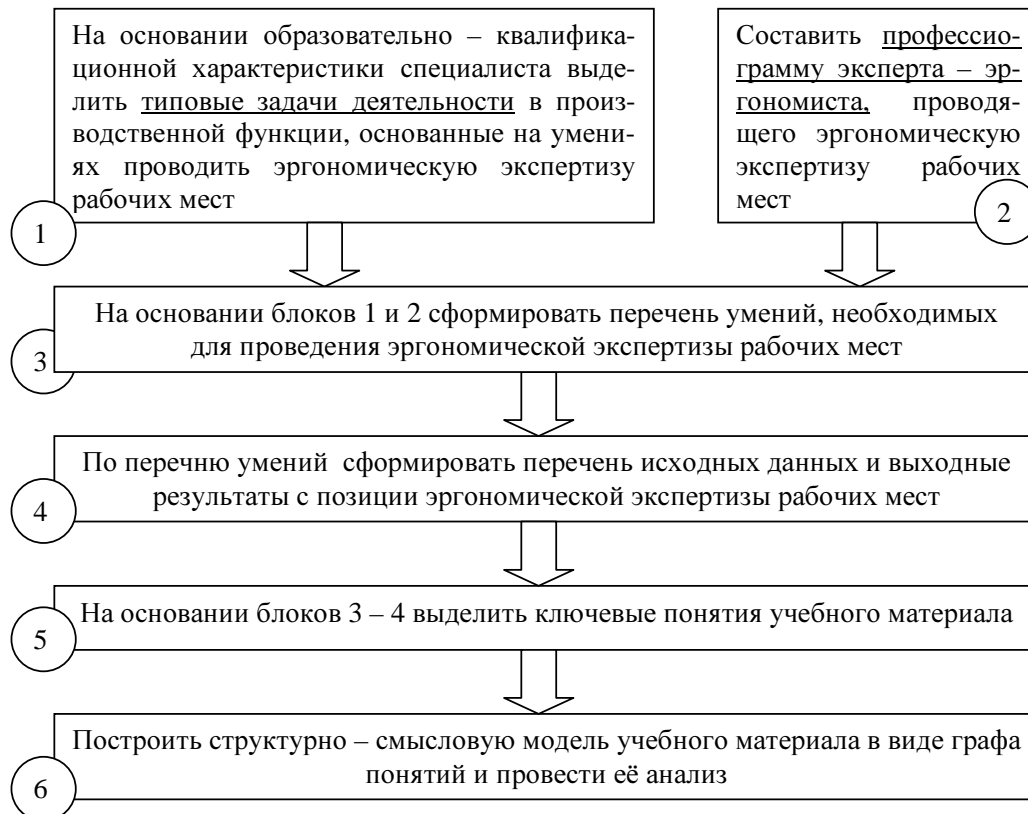 На основании образовательно – квалифика-
ционной характеристики специалиста выде-
лить типовые задачи деятельности в произ-
водственной функции, основанные на умени-
ях проводить эргономическую экспертизу
рабочих мест
1
Составить профессио-
грамму эксперта – эр-
гономиста, проводя-
щего эргономическую
экспертизу рабочих
мест
2
На основании блоков 1 и 2 сформировать перечень умений, необходимых
для проведения эргономической экспертизы рабочих мест
3
По перечню умений сформировать перечень исходных данных и выходные
результаты с позиции эргономической экспертизы рабочих мест
4
На основании блоков 3 – 4 выделить ключевые понятия учебного материала
5
Построить структурно – смысловую модель учебного материала в виде графа
понятий и провести её анализ
6